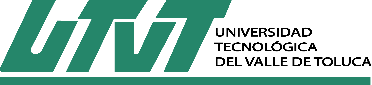 UTVT
UNIVERSIDAD
TECNOLÓGICA
DEL VALLE DE TOLUCA